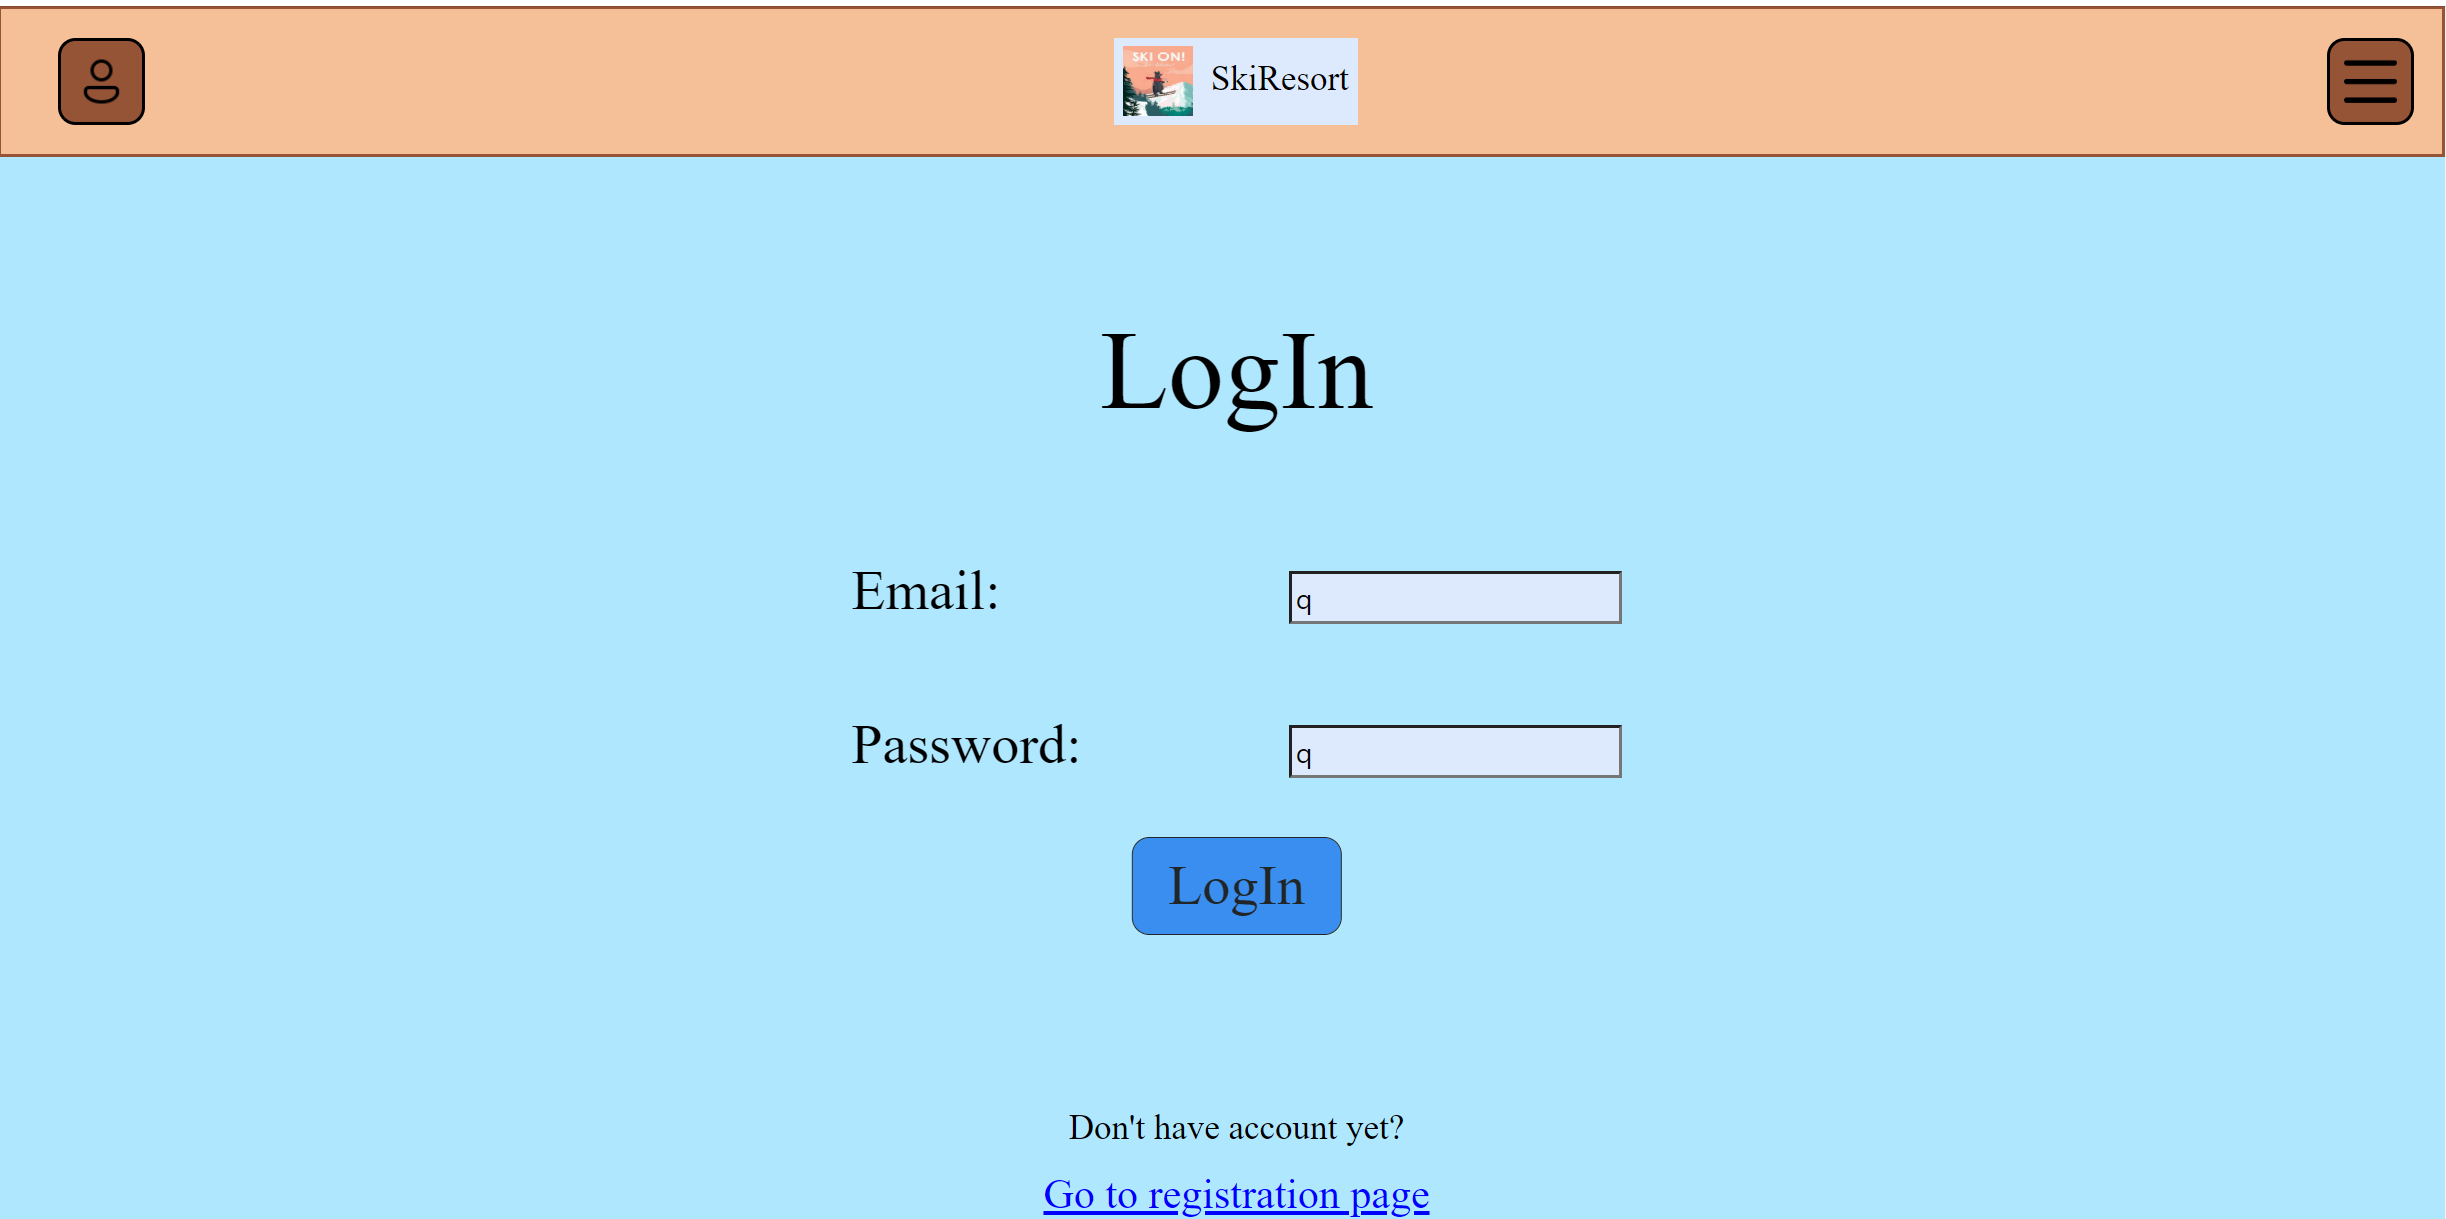 SKI ON!
SkiResort
LogIn
Email:
q
Password:
q
LogIn
Don't have account yet?
Go to registration page